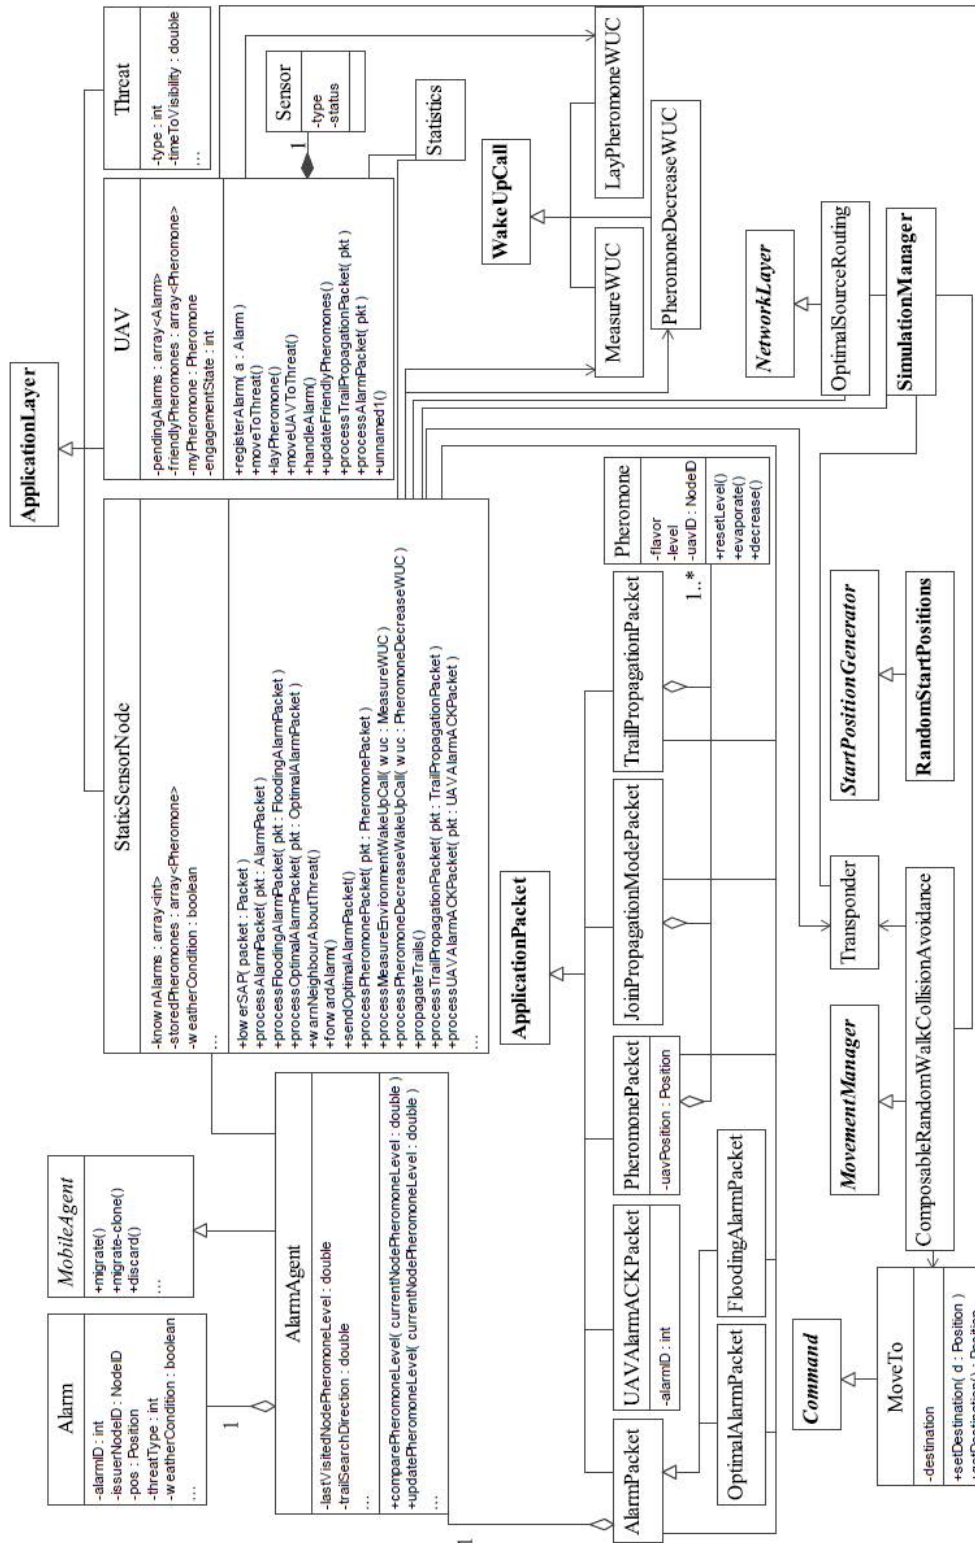 ApplicationLayer
Alarm
-alarmID : int
-issuerNodeID : NodeID
-pos : Position
-threatType : int
-weatherCondition : boolean
...
MobileAgent
+migrate()
+migrate-clone()
+discard()
...
StaticSensorNode
-knownAlarms : array<int>
-storedPheromones : array<Pheromone>
-weatherCondition : boolean
+lowerSAP( packet : Packet )
+processAlarmPacket( pkt : AlarmPacket )
+processFloodingAlarmPacket( pkt : FloodingAlarmPacket )
+processOptimalAlarmPacket( pkt : OptimalAlarmPacket )
+warnNeighbourAboutThreat()
+forwardAlarm()
+sendOptimalAlarmPacket()
+processPheromonePacket( pkt : PheromonePacket )
+processMeasureEnvironmentWakeUpCall( wuc : MeasureWUC )
+processPheromoneDecreaseWakeUpCall( wuc : PheromoneDecreaseWUC )
+propagateTrails()
+processTrailPropagationPacket( pkt : TrailPropagationPacket )
+processUAVAlarmACKPacket( pkt : UAVAlarmACKPacket )
...
UAV
-pendingAlarms : array<Alarm>
-friendlyPheromones : array<Pheromone>
-myPheromone : Pheromone
-engagementState : int
+registerAlarm( a : Alarm )
+moveToThreat()
+layPheromone()
+moveUAVToThreat()
+handleAlarm()
+updateFriendlyPheromones()
+processTrailPropagationPacket( pkt )
+processAlarmPacket( pkt )
+unnamed1()
Threat
-type : int
-timeToVisibility : double
...
1
1
Sensor
-type
-status
AlarmAgent
-lastVisitedNodePheromoneLevel : double
-trailSearchDirection : double
...
+comparePheromoneLevel( currentNodePheromoneLevel : double )
+updatePheromoneLevel( currentNodePheromoneLevel : double )
...
Statistics
1
ApplicationPacket
WakeUpCall
AlarmPacket
UAVAlarmACKPacket
-alarmID : int
PheromonePacket
-uavPosition : Position
JoinPropagationModePacket
TrailPropagationPacket
Pheromone
-flavor
-level
-uavID : NodeID
+resetLevel()
+evaporate()
+decrease()
1..*
MeasureWUC
LayPheromoneWUC
PheromoneDecreaseWUC
OptimalAlarmPacket
FloodingAlarmPacket
NetworkLayer
Command
MovementManager
Transponder
StartPositionGenerator
OptimalSourceRouting
MoveTo
-destination
+setDestination( d : Position )
+getDestination() : Position
ComposableRandomWalkCollisionAvoidance
RandomStartPositions
SimulationManager